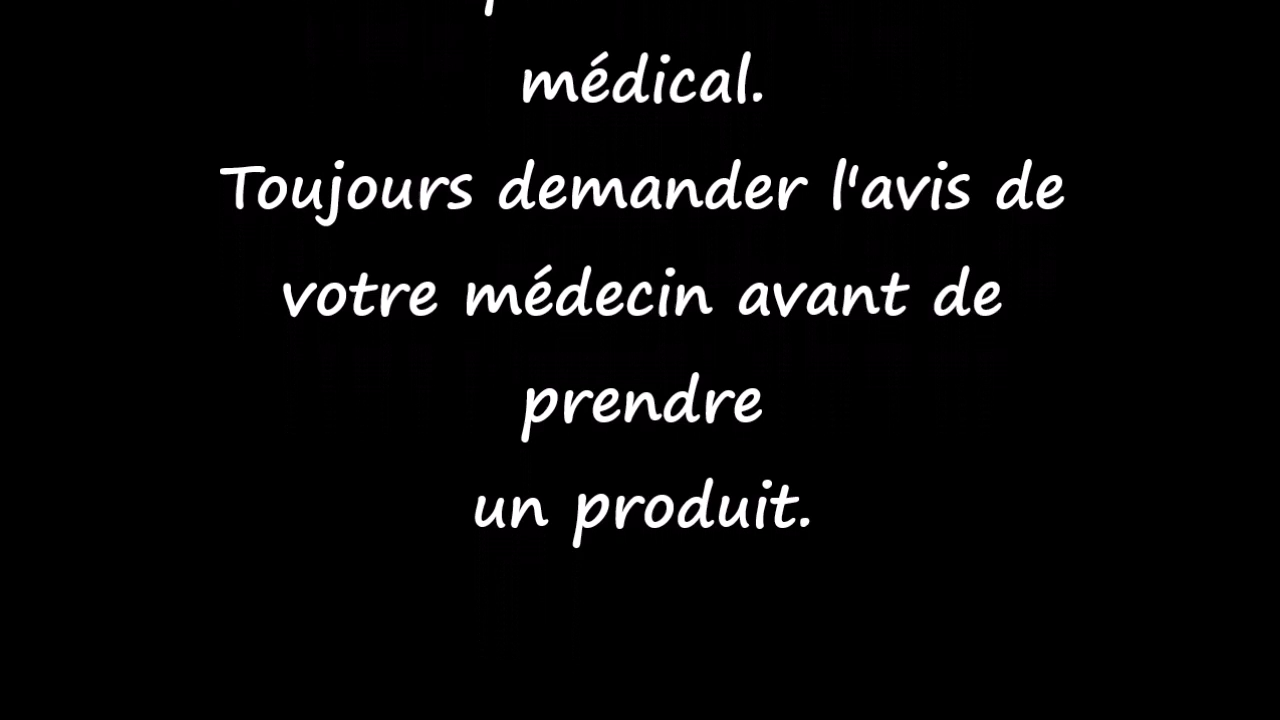 médical.
Toujours demander l'avis de
votre médecin avant de
prendre
un produit.